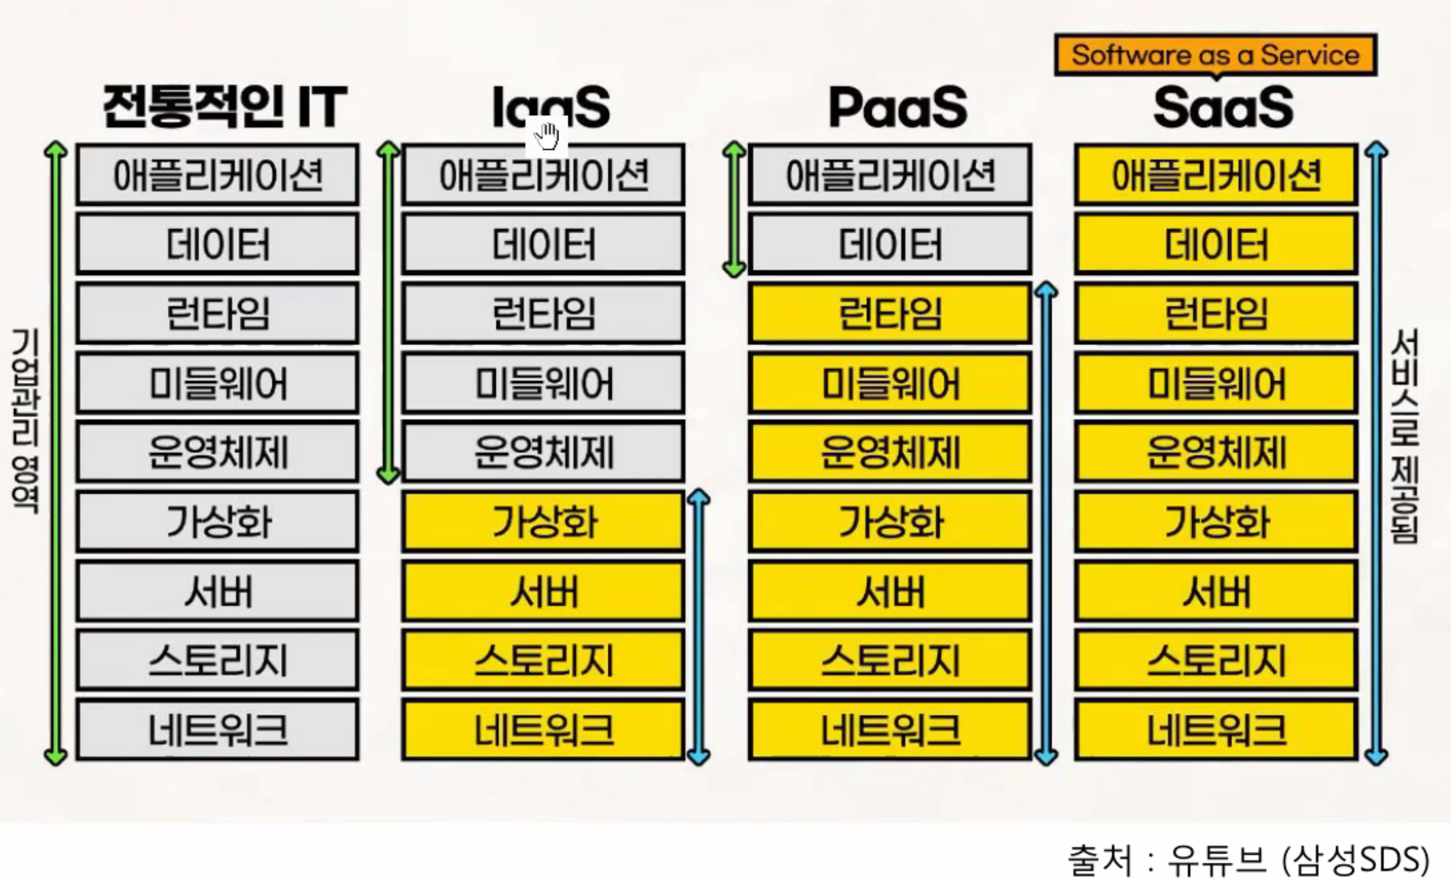 Software as a Service
전통적인 IT
IaaS
PaaS
SaaS
기업관리 영역
애플리케이션
데이터
런타임
미들웨어
운영체제
가상화
서버
스토리지
네트워크
애플리케이션
데이터
런타임
미들웨어
운영체제
가상화
서버
스토리지
네트워크
애플리케이션
데이터
런타임
미들웨어
운영체제
가상화
서버
스토리지
네트워크
애플리케이션
데이터
런타임
미들웨어
운영체제
가상화
서버
스토리지
네트워크
서비스로 제공됨
출처 : 유튜브 (삼성SDS)